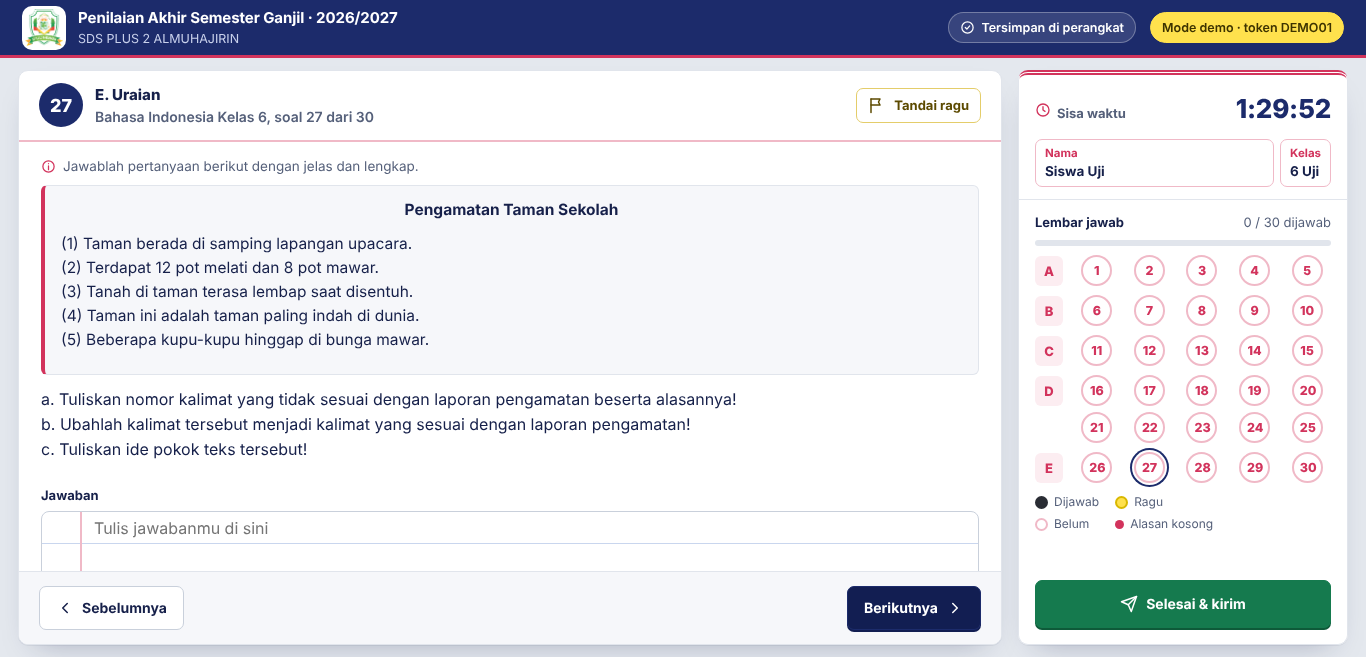 Penilaian Akhir Semester Ganjil · 2026/2027
SDS PLUS 2 ALMUHAJIRIN
Tersimpan di perangkat
Mode demo · token DEMO01
27
E. Uraian
Bahasa Indonesia Kelas 6, soal 27 dari 30
Tandai ragu
Jawablah pertanyaan berikut dengan jelas dan lengkap.
Pengamatan Taman Sekolah
(1) Taman berada di samping lapangan upacara.
(2) Terdapat 12 pot melati dan 8 pot mawar.
(3) Tanah di taman terasa lembap saat disentuh.
(4) Taman ini adalah taman paling indah di dunia.
(5) Beberapa kupu-kupu hinggap di bunga mawar.
a. Tuliskan nomor kalimat yang tidak sesuai dengan laporan pengamatan beserta alasannya!
b. Ubahlah kalimat tersebut menjadi kalimat yang sesuai dengan laporan pengamatan!
c. Tuliskan ide pokok teks tersebut!
Jawaban
Tulis jawabanmu di sini
Sebelumnya
Berikutnya
Sisa waktu
1:29:52
Nama
Siswa Uji
Kelas
6 Uji
Lembar jawab
0 / 30 dijawab
A 1 2 3 4 5
B 6 7 8 9 10
C 11 12 13 14 15
D 16 17 18 19 20
21 22 23 24 25
E 26 27 28 29 30
Dijawab
Ragu
Belum
Alasan kosong
Selesai & kirim